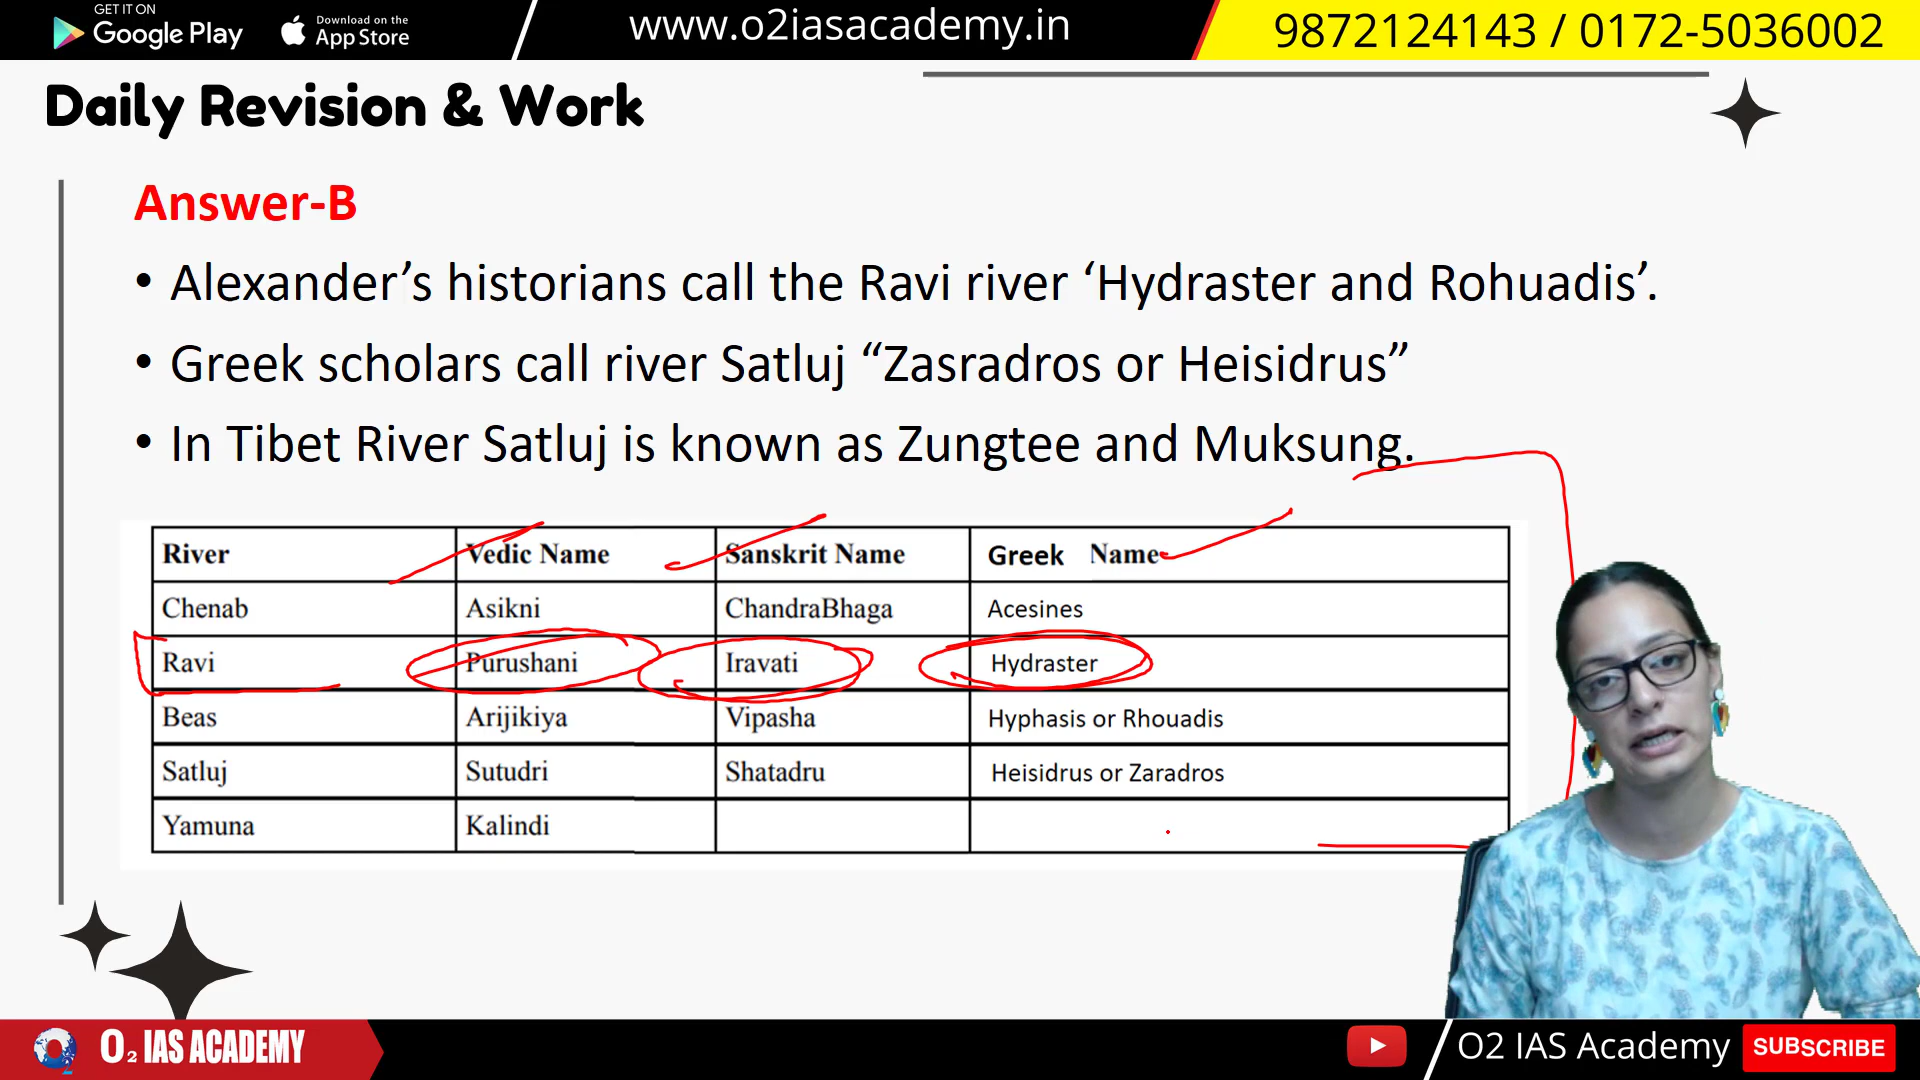 GET IT ON
Google Play
Download on the
App Store
www.o2iasacademy.in
9872124143 / 0172-5036002
Daily Revision & Work
Answer-B
• Alexander’s historians call the Ravi river ‘Hydraster and Rohuadis’.
• Greek scholars call river Satluj “Zasradros or Heisidrus”
• In Tibet River Satluj is known as Zungtee and Muksung.
River Vedic Name Sanskrit Name Greek Name
Chenab Asikni ChandraBhaga Acesines
Ravi Purushani Iravati Hydraster
Beas Arijikiya Vipasha Hyphasis or Rhouadis
Satluj Sutudri Shatadru Heisidrus or Zaradros
Yamuna Kalindi
O2 IAS ACADEMY
O2 IAS Academy
SUBSCRIBE